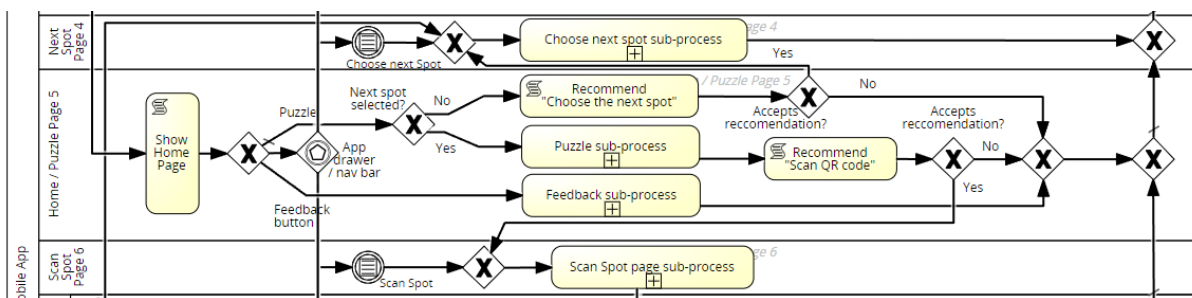 Next
Spot
Page 4
Choose next Spot
Choose next spot sub-process
age 4
Yes
Home / Puzzle Page 5
Show
Home
Page
Puzzle
Feedback
button
App
drawer
/ nav bar
Next spot
selected?
No
Yes
Recommend
"Choose the next spot"
/ Puzzle Page 5
Accepts
reccomendation?
No
Puzzle sub-process
Recommend
"Scan QR code"
Accepts
reccomendation?
No
Yes
Feedback sub-process
obile App
Scan
Spot
Page 6
Scan Spot
Scan Spot page sub-process
e 6